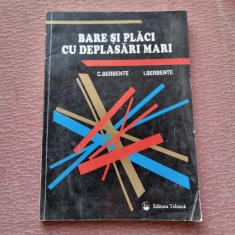 BARE ȘI PLĂCI
CU DEPLASĂRI MARI
C.BERBENTE I.BERBENTE
Editura Tehnică